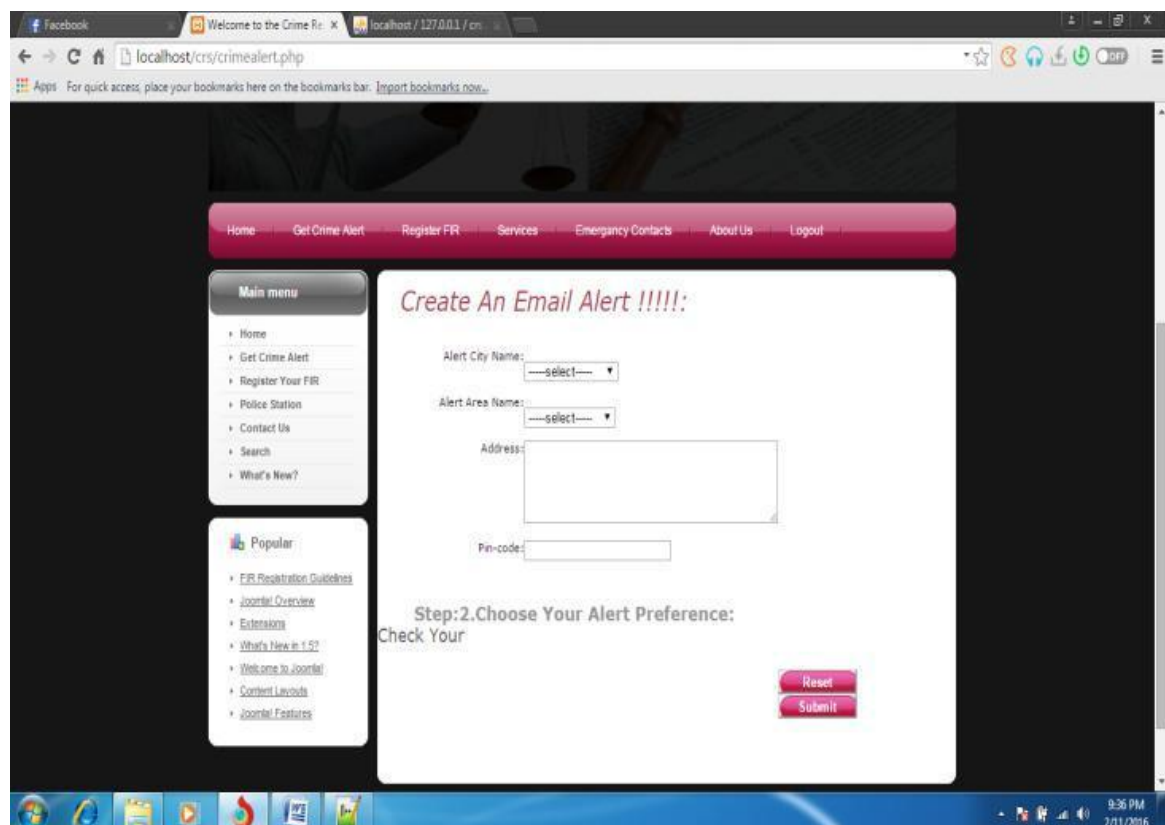 Facebook
Welcome to the Crime Re
localhost / 127.0.0.1 / crs
localhost/crs/crimealert.php
OFF
Apps For quick access, place your bookmarks here on the bookmarks bar. Import bookmarks now...
Home Get Crime Alert Register FIR Services Emergancy Contacts About Us Logout
Main menu
Home
Get Crime Alert
Register Your FIR
Police Station
Contact Us
Search
What's New?
Popular
FIR Registration Guidelines
Joomla! Overview
Extensions
What's New in 1.5?
Welcome to Joomla!
Content Layouts
Joomla! Features
Create An Email Alert !!!!!:
Alert City Name:
-----select-----
Alert Area Name:
-----select-----
Address:
Pin-code:
Step:2.Choose Your Alert Preference:
Check Your
Reset
Submit
9:36 PM
2/11/2016